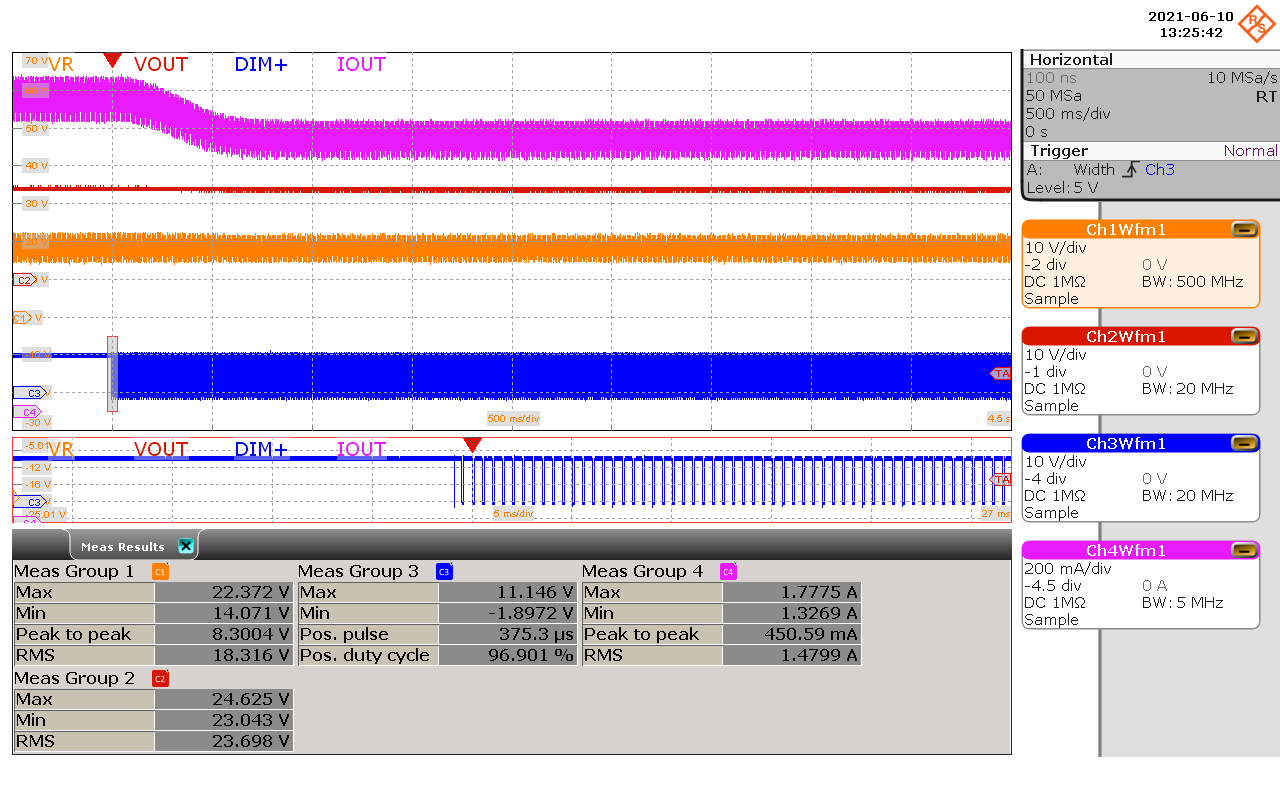 2021-06-10
13:25:42
R S
Horizontal
100 ns 10 MSa/s
50 MSa RT
500 ms/div
0 s
Trigger Normal
A: Width Ch3
Level: 5 V
70 V VR VOUT DIM+ IOUT
50 V
40 V
30 V
20 V
C2 V
C1 V
-10 V
C3 V
C4
-30 V
500 ms/div 4.5 s
TA
-5.01 VR VOUT DIM+ IOUT
-12 V
-16 V
C3
-25.01 V
5 ms/div 27 ms
TA
Ch1Wfm1
10 V/div
-2 div 0 V
DC 1MΩ BW: 500 MHz
Sample
Ch2Wfm1
10 V/div
-1 div 0 V
DC 1MΩ BW: 20 MHz
Sample
Ch3Wfm1
10 V/div
-4 div 0 V
DC 1MΩ BW: 20 MHz
Sample
Ch4Wfm1
200 mA/div
-4.5 div 0 A
DC 1MΩ BW: 5 MHz
Sample
Meas Results
Meas Group 1 C1
Max 22.372 V
Min 14.071 V
Peak to peak 8.3004 V
RMS 18.316 V
Meas Group 3 C3
Max 11.146 V
Min -1.8972 V
Pos. pulse 375.3 µs
Pos. duty cycle 96.901 %
Meas Group 4 C4
Max 1.7775 A
Min 1.3269 A
Peak to peak 450.59 mA
RMS 1.4799 A
Meas Group 2 C2
Max 24.625 V
Min 23.043 V
RMS 23.698 V